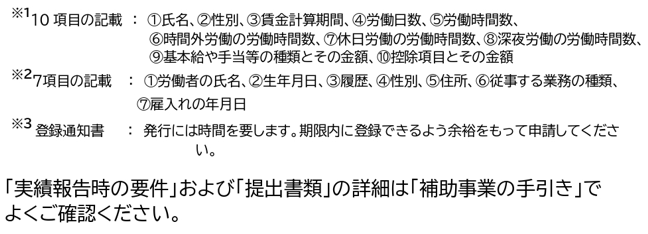 ※1 10 項目の記載 ： ①氏名、②性別、③賃金計算期間、④労働日数、⑤労働時間数、
⑥時間外労働の労働時間数、⑦休日労働の労働時間数、⑧深夜労働の労働時間数、
⑨基本給や手当等の種類とその金額、⑩控除項目とその金額
※2 7項目の記載 ： ①労働者の氏名、②生年月日、③履歴、④性別、⑤住所、⑥従事する業務の種類、
⑦雇入れの年月日
※3 登録通知書 ： 発行には時間を要します。期限内に登録できるよう余裕をもって申請してくださ
い。
「実績報告時の要件」および「提出書類」の詳細は「補助事業の手引き」で
よくご確認ください。